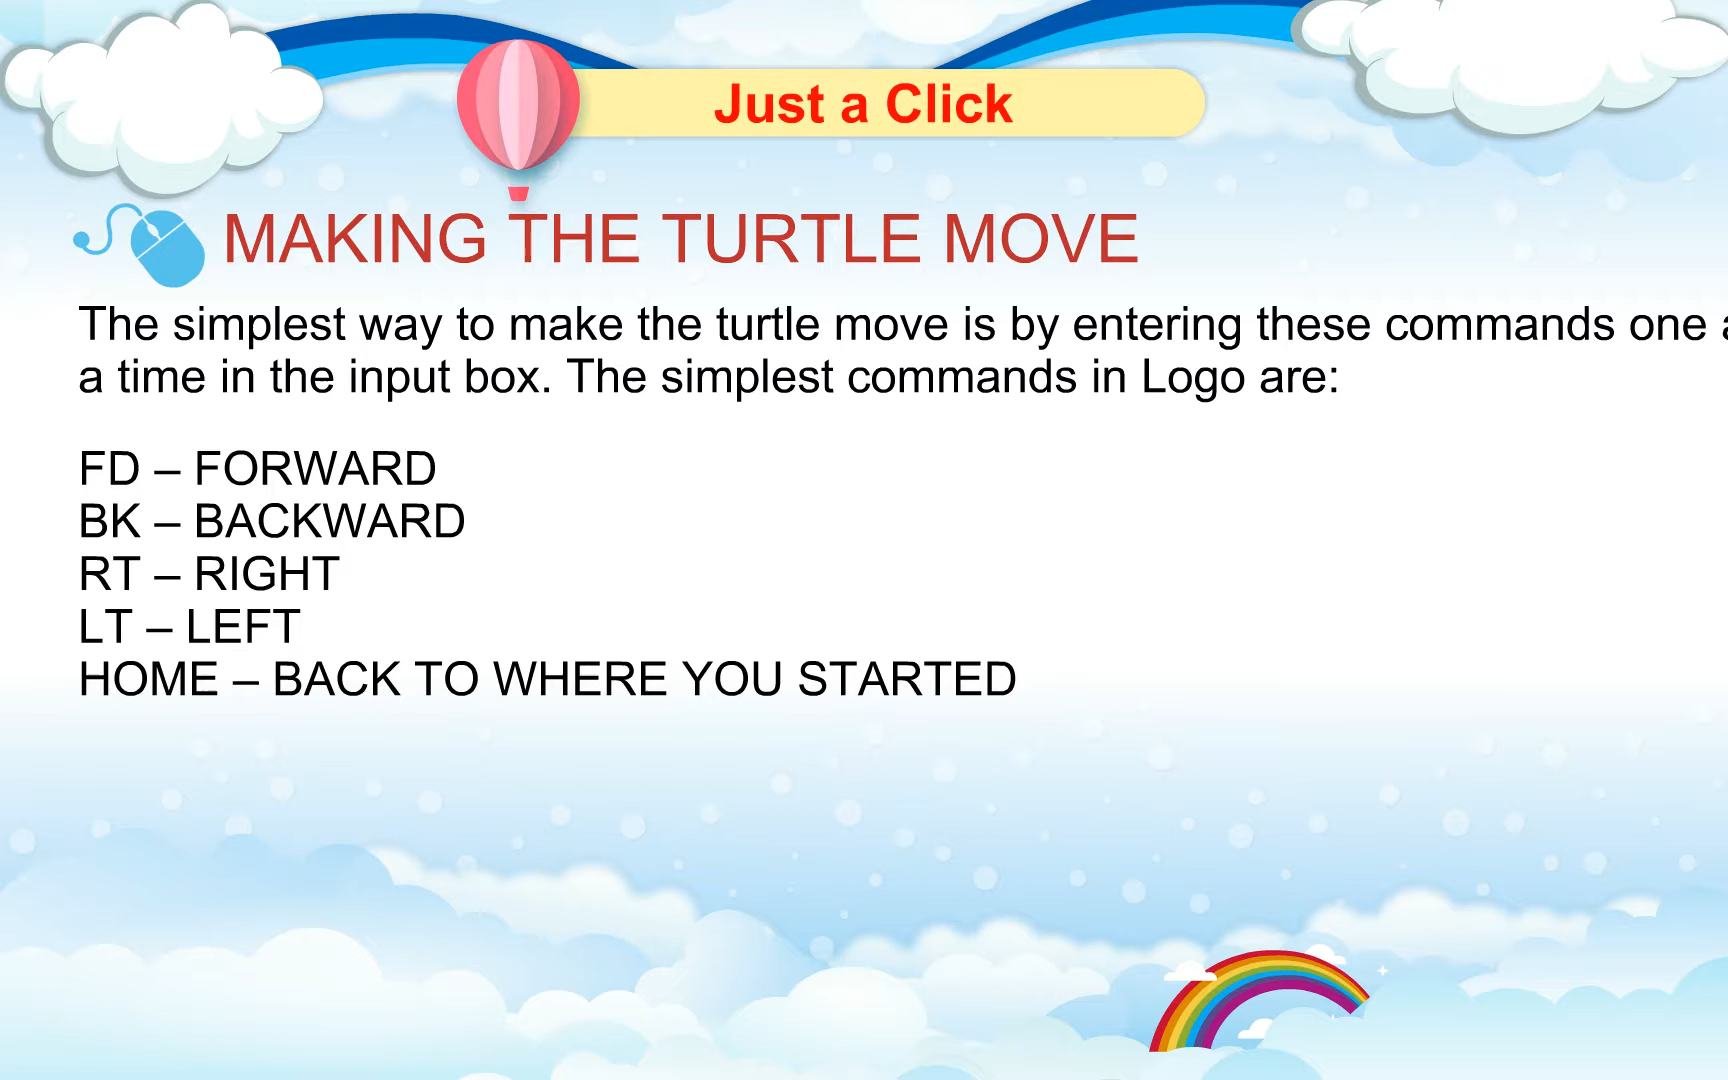 Just a Click
MAKING THE TURTLE MOVE
The simplest way to make the turtle move is by entering these commands one
a time in the input box. The simplest commands in Logo are:
FD – FORWARD
BK – BACKWARD
RT – RIGHT
LT – LEFT
HOME – BACK TO WHERE YOU STARTED